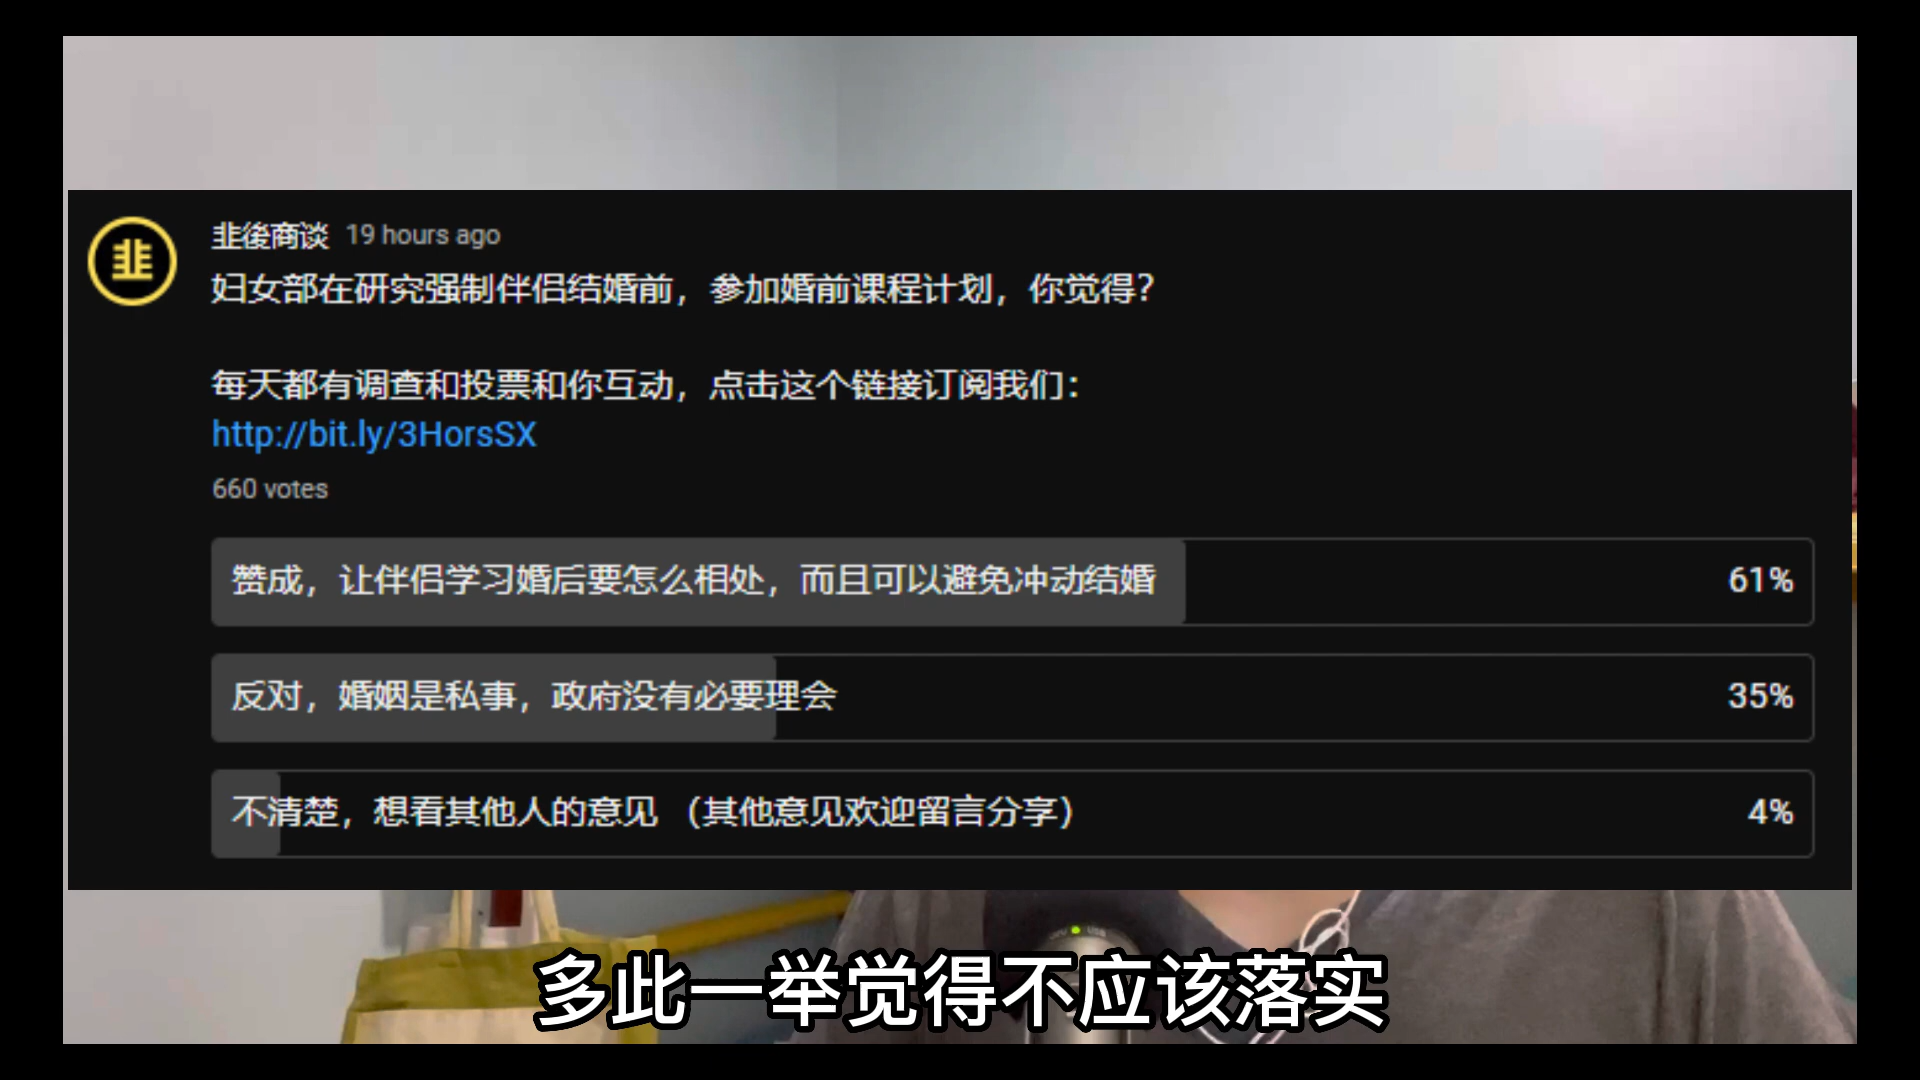 韭
韭後商谈 19 hours ago
妇女部在研究强制伴侣结婚前，参加婚前课程计划，你觉得？
每天都有调查和投票和你互动，点击这个链接订阅我们：
http://bit.ly/3HorsSX
660 votes
赞成，让伴侣学习婚后要怎么相处，而且可以避免冲动结婚 61%
反对，婚姻是私事，政府没有必要理会 35%
不清楚，想看其他人的意见 （其他意见欢迎留言分享） 4%
多此一举觉得不应该落实